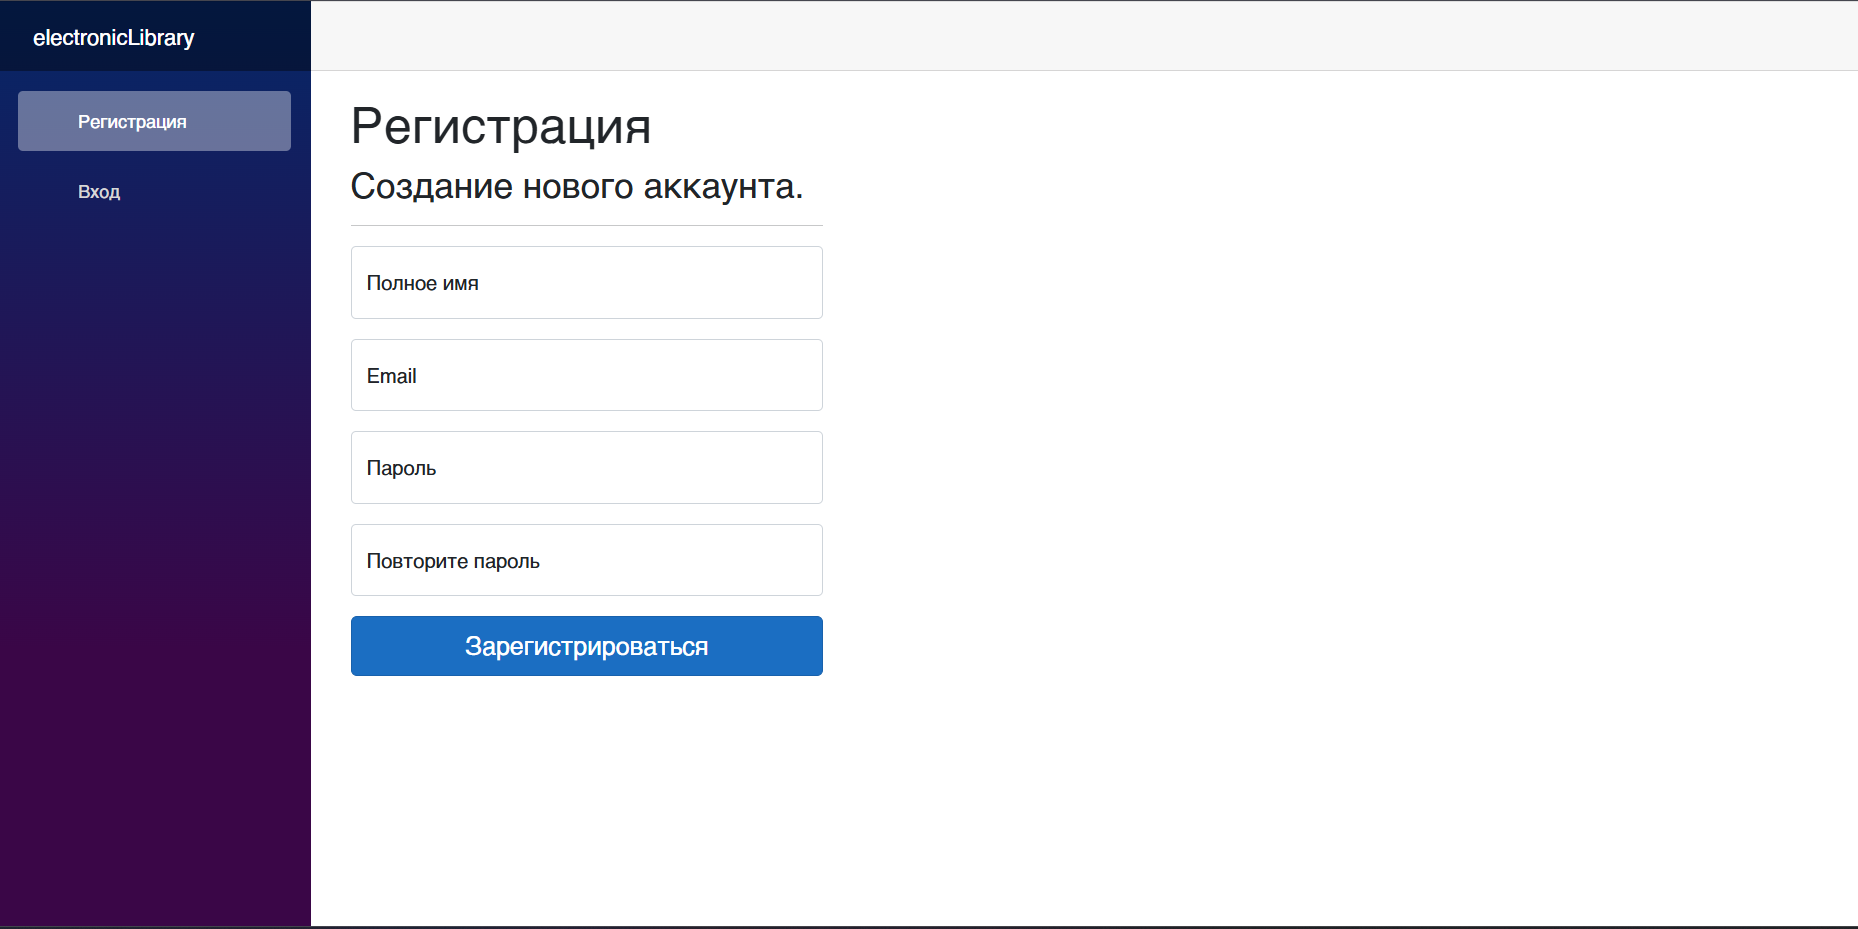 electronicLibrary
Регистрация
Вход
Регистрация
Создание нового аккаунта.
Полное имя
Email
Пароль
Повторите пароль
Зарегистрироваться